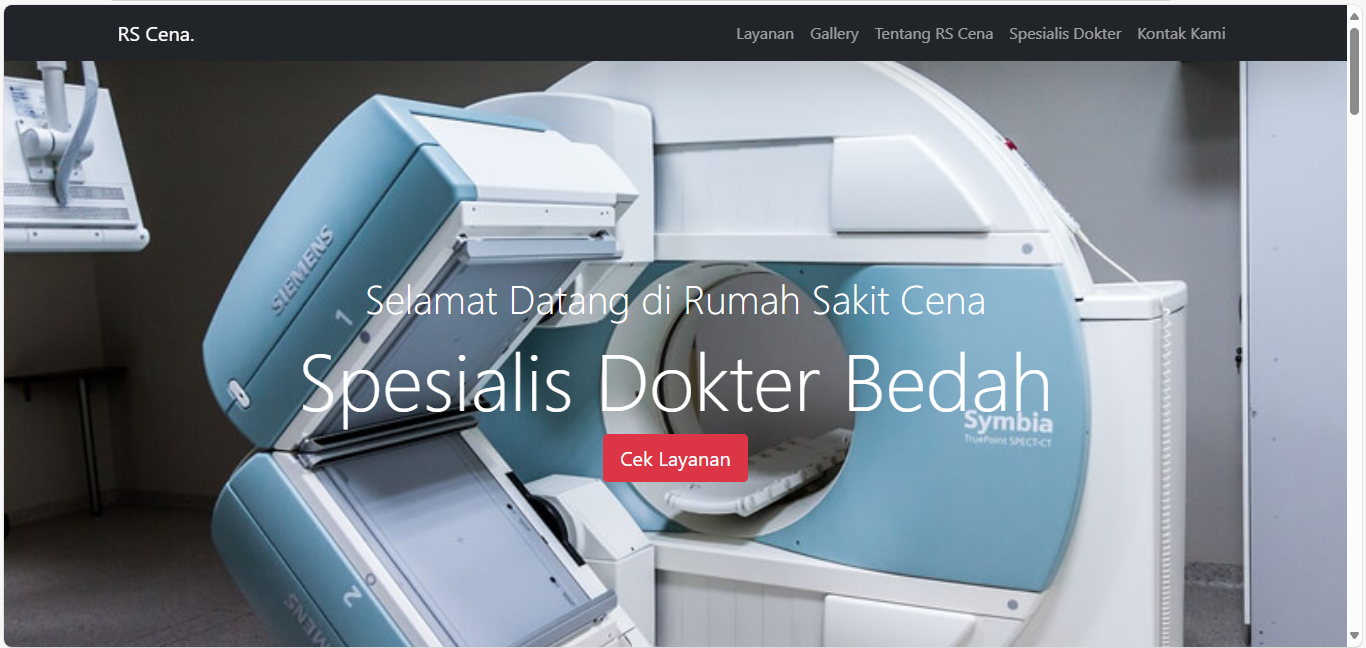 RS Cena.
Layanan Gallery Tentang RS Cena Spesialis Dokter Kontak Kami
SIEMENS
1
Selamat Datang di Rumah Sakit Cena
Spesialis Dokter Bedah
Symbia
TruePoint SPECT·CT
Cek Layanan
2
SIEMENS